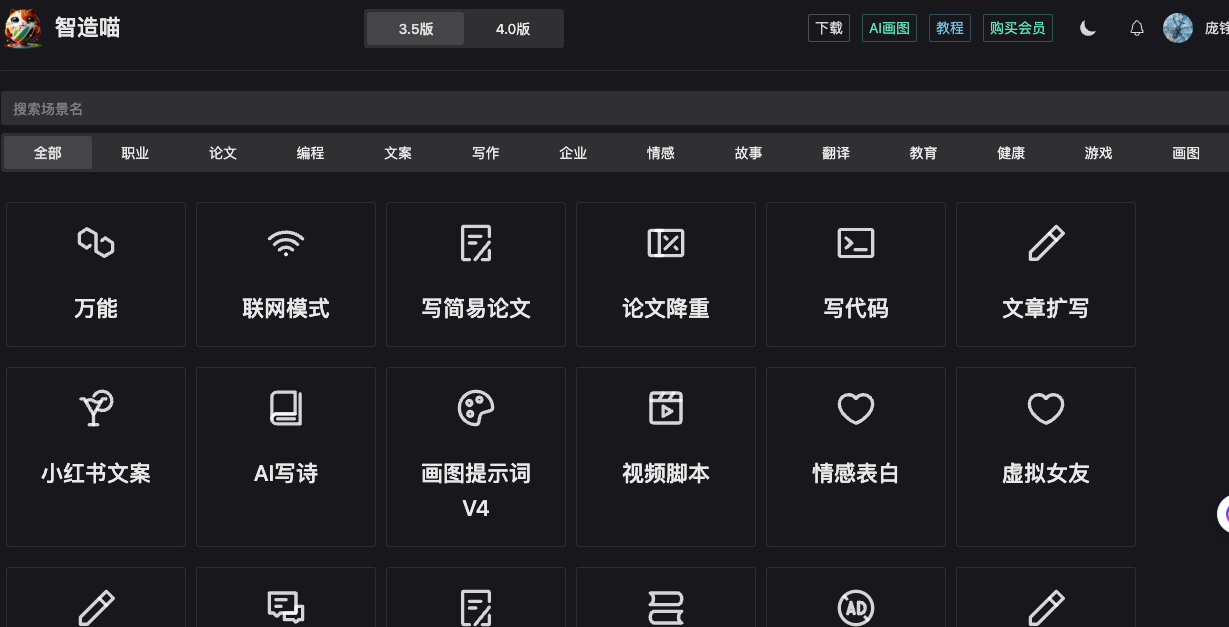 智造喵
3.5版 4.0版
下载 AI画图 教程 购买会员 庞
搜索场景名
全部 职业 论文 编程 文案 写作 企业 情感 故事 翻译 教育 健康 游戏 画图
万能 联网模式 写简易论文 论文降重 写代码 文章扩写
小红书文案 AI写诗 画图提示词 视频脚本 情感表白 虚拟女友
V4
AD